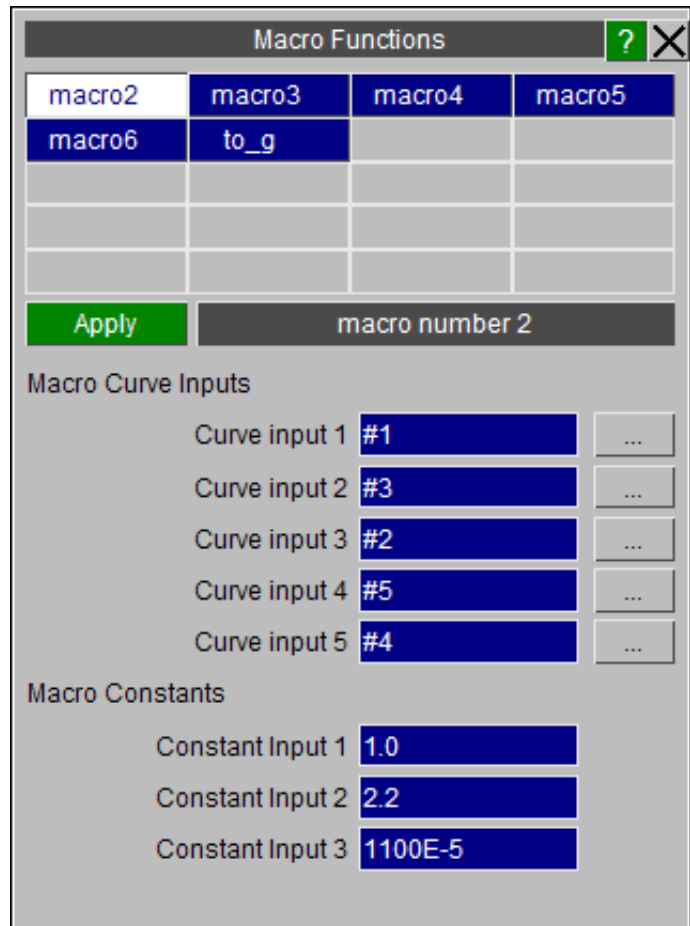 Macro Functions ? X
macro2 macro3 macro4 macro5
macro6 to_g
Apply macro number 2
Macro Curve Inputs
Curve input 1 #1 ...
Curve input 2 #3 ...
Curve input 3 #2 ...
Curve input 4 #5 ...
Curve input 5 #4 ...
Macro Constants
Constant Input 1 1.0
Constant Input 2 2.2
Constant Input 3 1100E-5